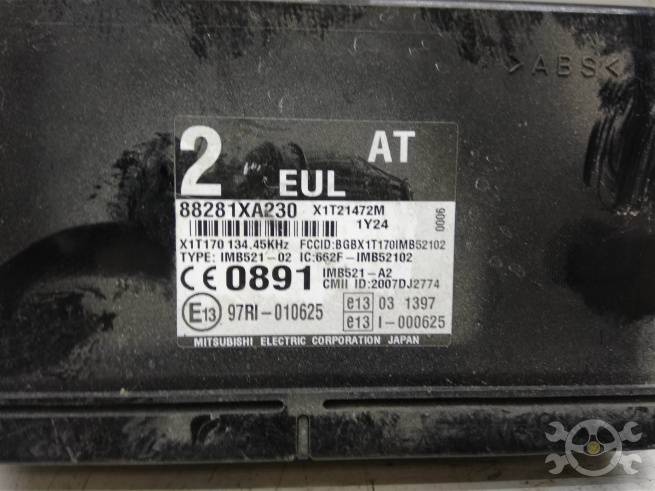 >ABS<
2 AT
EUL
88281XA230 X1T21472M
1Y24
0006
X1T170 134.45KHz FCCID:BGBX1T170IMB52102
TYPE: IMB521-02 IC:662F-IMB52102
CE 0891 IMB521-A2
CMII ID:2007DJ2774
E13 97RI-010625 e13 03 1397
e13 I-000625
MITSUBISHI ELECTRIC CORPORATION JAPAN